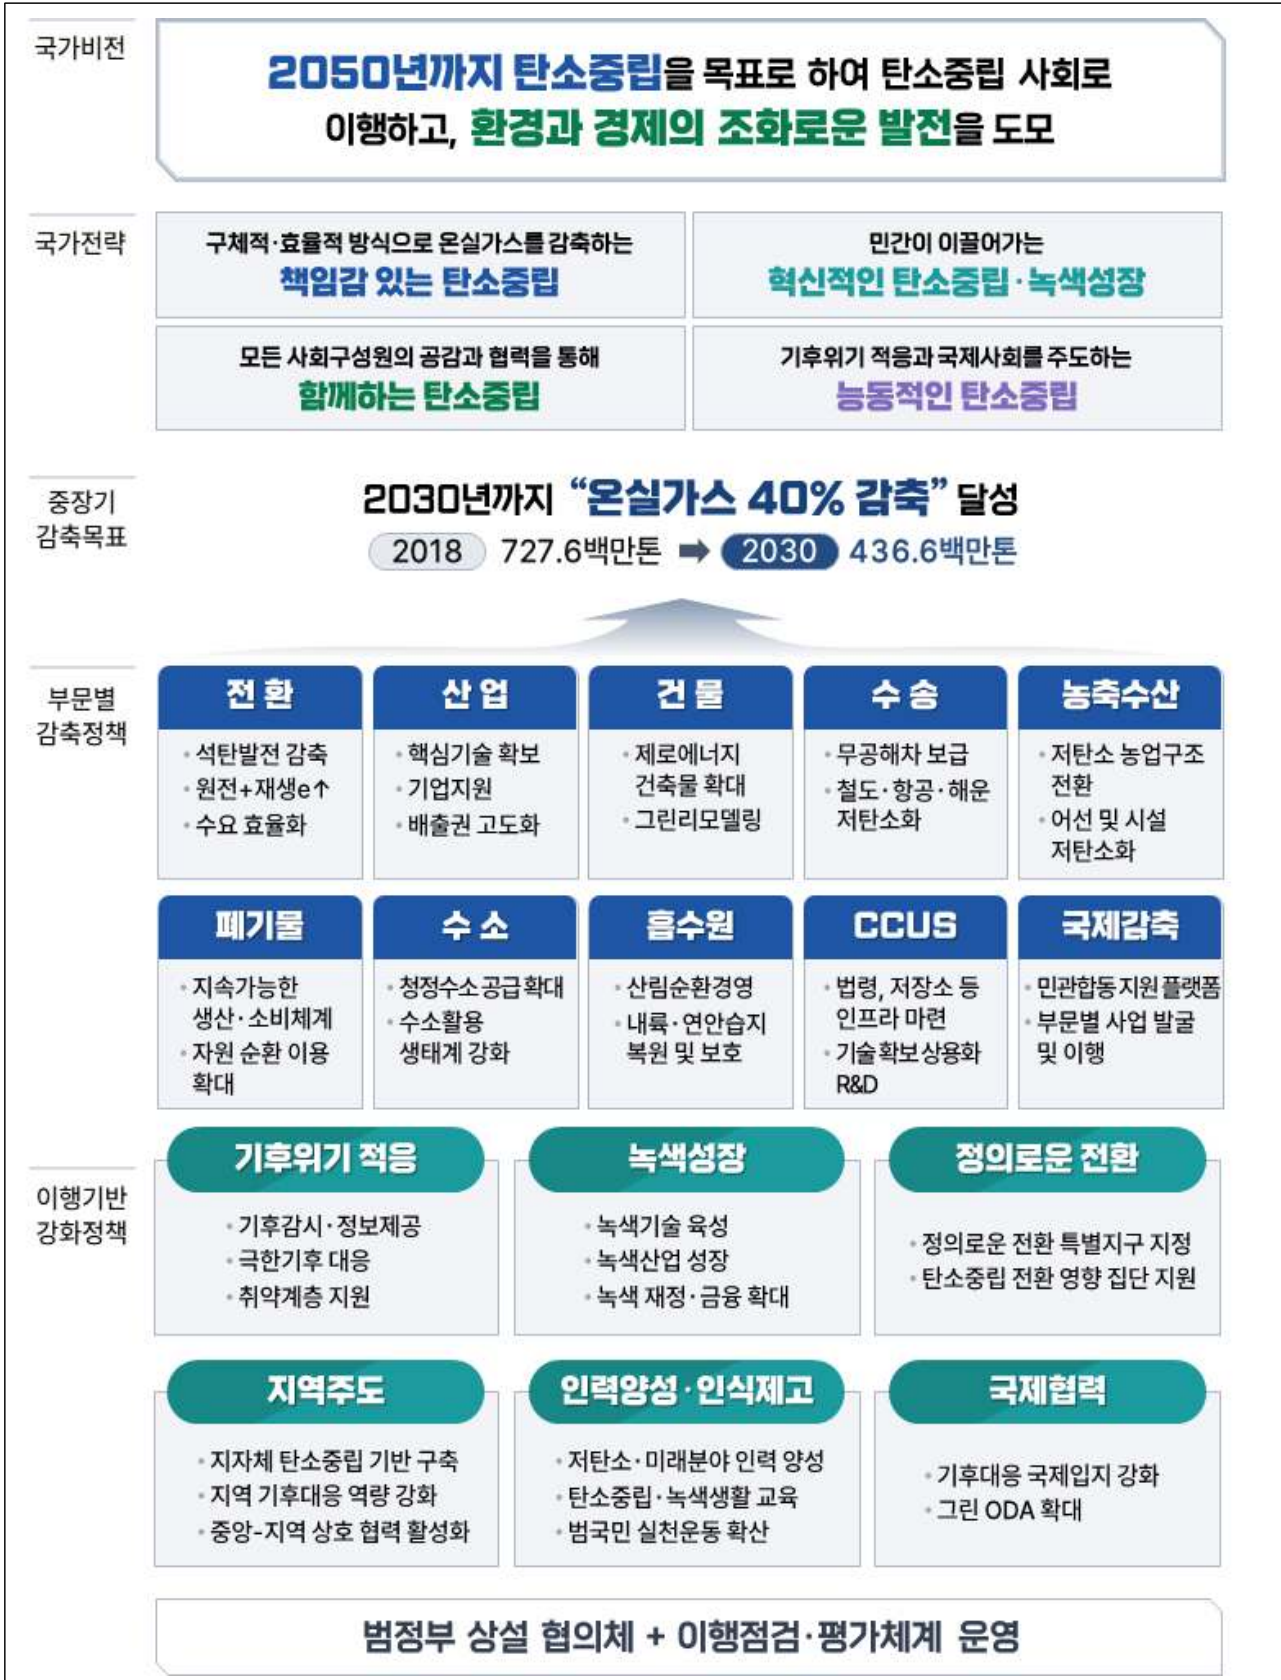 국가비전
2050년까지 탄소중립을 목표로 하여 탄소중립 사회로
이행하고, 환경과 경제의 조화로운 발전을 도모
국가전략
구체적·효율적 방식으로 온실가스를 감축하는
책임감 있는 탄소중립
민간이 이끌어가는
혁신적인 탄소중립·녹색성장
모든 사회구성원의 공감과 협력을 통해
함께하는 탄소중립
기후위기 적응과 국제사회를 주도하는
능동적인 탄소중립
중장기
감축목표
2030년까지 “온실가스 40% 감축” 달성
2018 727.6백만톤 ➡ 2030 436.6백만톤
부문별
감축정책
전 환
• 석탄발전 감축
• 원전+재생e↑
• 수요 효율화
산 업
• 핵심기술 확보
• 기업지원
• 배출권 고도화
건 물
• 제로에너지
건축물 확대
• 그린리모델링
수 송
• 무공해차 보급
• 철도·항공·해운
저탄소화
농축수산
• 저탄소 농업구조
전환
• 어선 및 시설
저탄소화
폐기물
• 지속가능한
생산·소비체계
• 자원 순환 이용
확대
수 소
• 청정수소 공급 확대
• 수소활용
생태계 강화
흡수원
• 산림순환경영
• 내륙·연안습지
복원 및 보호
CCUS
• 법령, 저장소 등
인프라 마련
• 기술확보 상용화
R&D
국제감축
• 민관합동 지원 플랫폼
• 부문별 사업 발굴
및 이행
이행기반
강화정책
기후위기 적응
• 기후감시·정보제공
• 극한기후 대응
• 취약계층 지원
녹색성장
• 녹색기술 육성
• 녹색산업 성장
• 녹색 재정·금융 확대
정의로운 전환
• 정의로운 전환 특별지구 지정
• 탄소중립 전환 영향 집단 지원
지역주도
• 지자체 탄소중립 기반 구축
• 지역 기후대응 역량 강화
• 중앙-지역 상호 협력 활성화
인력양성·인식제고
• 저탄소·미래분야 인력 양성
• 탄소중립·녹색생활 교육
• 범국민 실천운동 확산
국제협력
• 기후대응 국제입지 강화
• 그린 ODA 확대
범정부 상설 협의체 + 이행점검·평가체계 운영